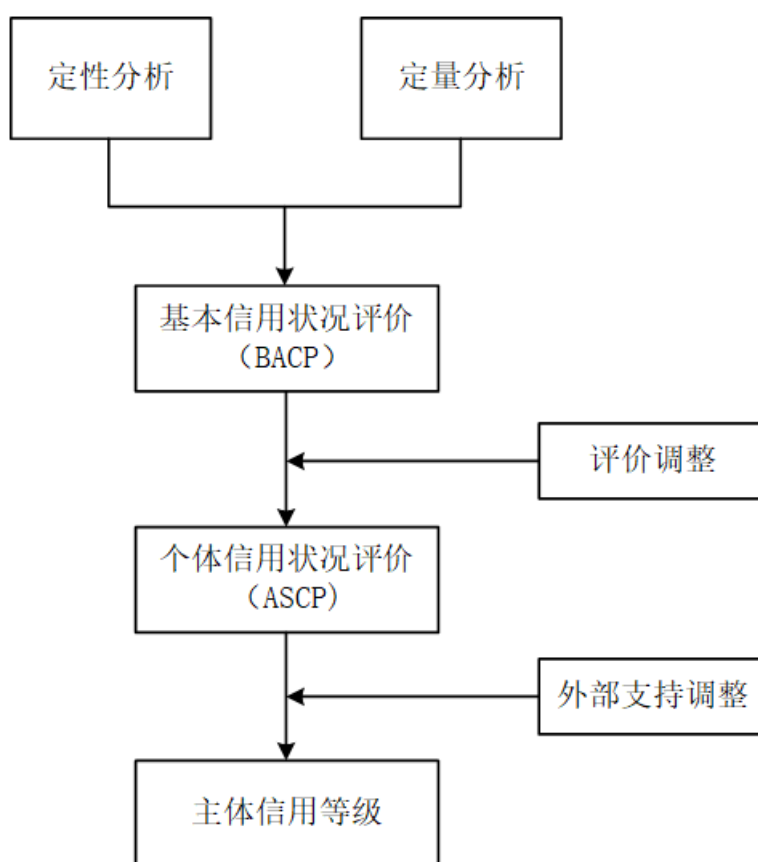 定性分析
定量分析
基本信用状况评价
（BACP）
评价调整
个体信用状况评价
（ASCP)
外部支持调整
主体信用等级